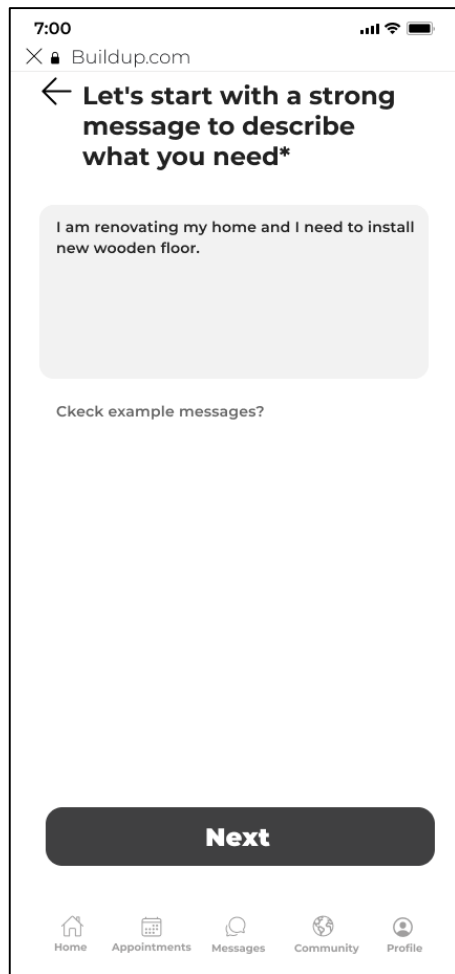 7:00
Buildup.com
Let's start with a strong
message to describe
what you need*
I am renovating my home and I need to install
new wooden floor.
Ckeck example messages?
Next
Home Appointments Messages Community Profile